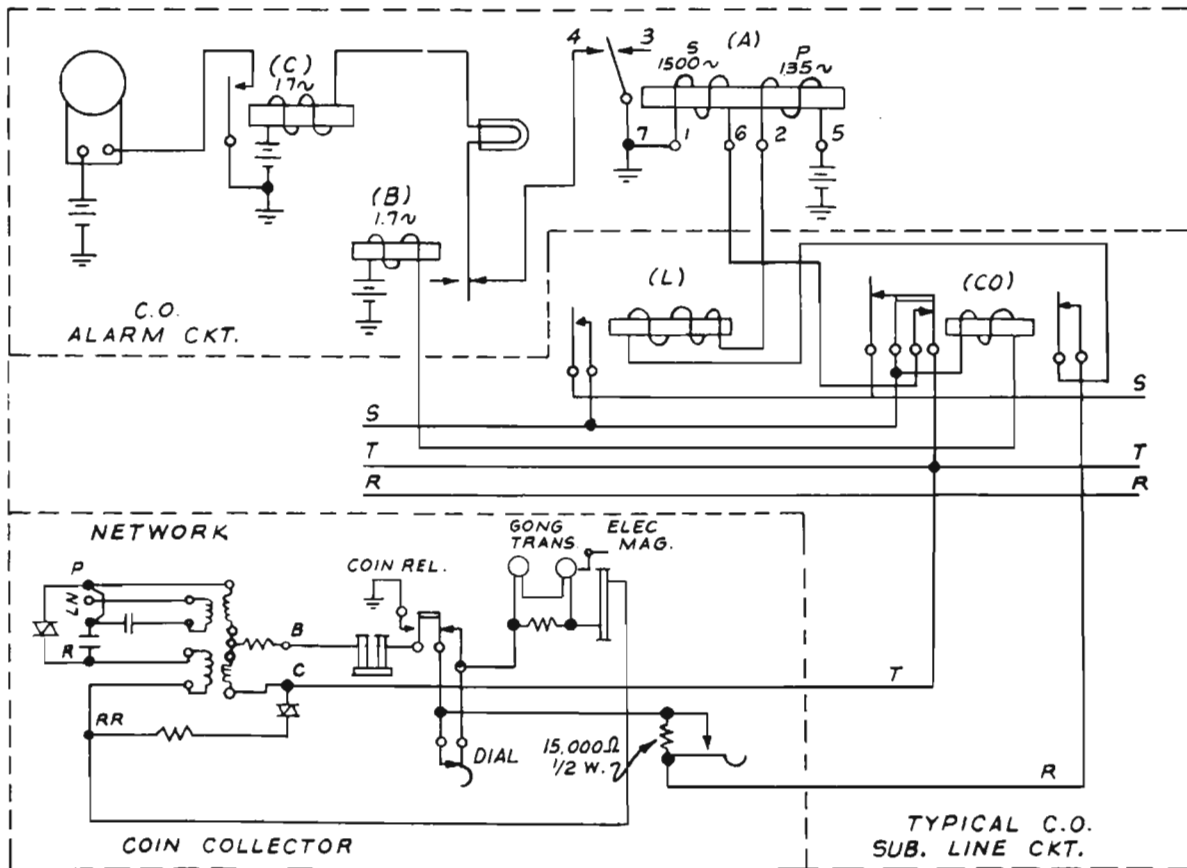 (C)
17~
(B)
1.7~
C.O.
ALARM CKT.
4
3
(A)
S
1500~
P
135~
7
1
6
2
5
(L)
(CO)
S
S
T
T
R
R
NETWORK
P
LN
R
RR
B
C
COIN REL.
GONG
TRANS.
ELEC
MAG.
DIAL
15,000Ω
1/2 W.
T
R
COIN COLLECTOR
TYPICAL C.O.
SUB. LINE CKT.